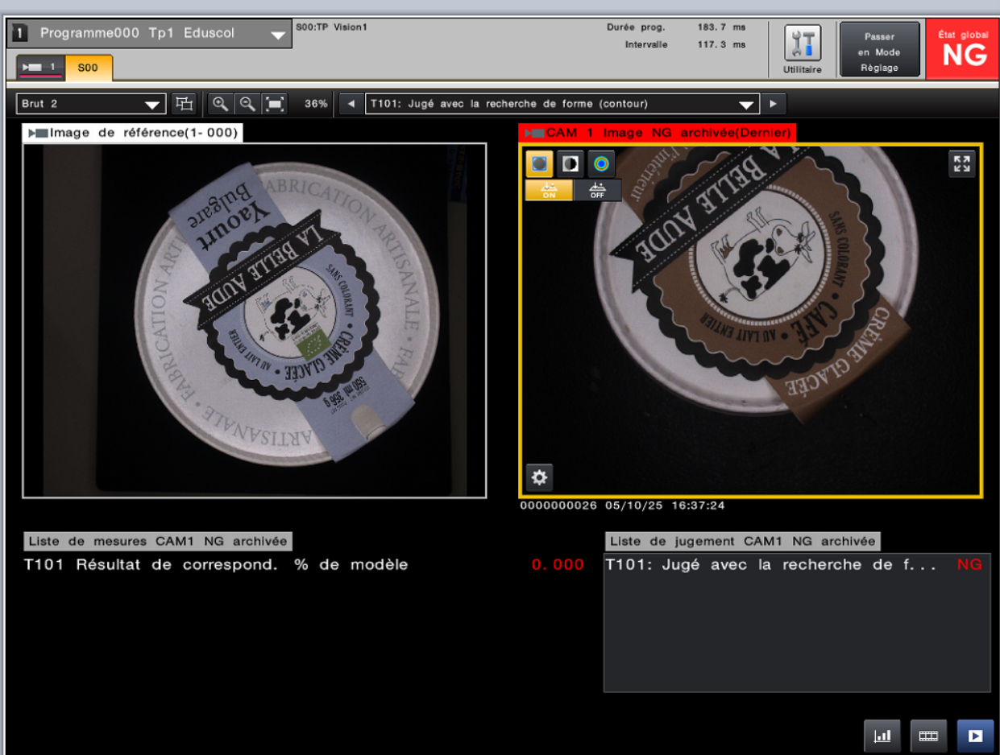 1 Programme000 Tp1 Eduscol
S00:TP Vision1
Durée prog. 183.7 ms
Intervalle 117.3 ms
Utilitaire
Passer
en Mode
Règlage
État global
NG
1
S00
Brut 2
36%
T101: Jugé avec la recherche de forme (contour)
Image de référence(1-000)
CAM 1 Image NG archivée(Dernier)
Yaourt
Bulgare
LA BELLE AUDE
SANS COLORANT • CRÈME GLACÉE • AU LAIT ENTIER
550 ml 356 g
FABRICATION ARTISANALE • FABRICATION ARTISANALE •
ON
OFF
l'intérieur
LA BELLE AUDE
SANS COLORANT • CAFÉ • AU LAIT ENTIER
CRÈME GLACÉE
0000000026 05/10/25 16:37:24
Liste de mesures CAM1 NG archivée
T101 Résultat de correspond. % de modèle 0.000
Liste de jugement CAM1 NG archivée
T101: Jugé avec la recherche de f... NG